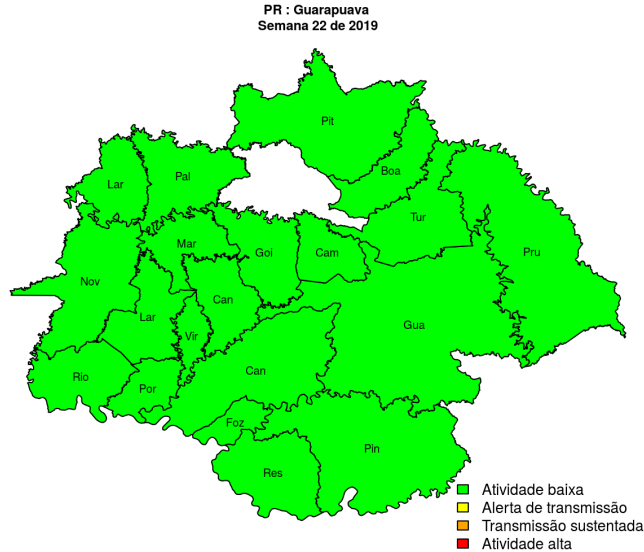 PR : Guarapuava
Semana 22 de 2019
Pit
Boa
Lar
Pal
Tur
Mar
Goi
Cam
Pru
Nov
Can
Lar
Vir
Gua
Can
Rio
Por
Foz
Pin
Res
Atividade baixa
Alerta de transmissão
Transmissão sustentada
Atividade alta